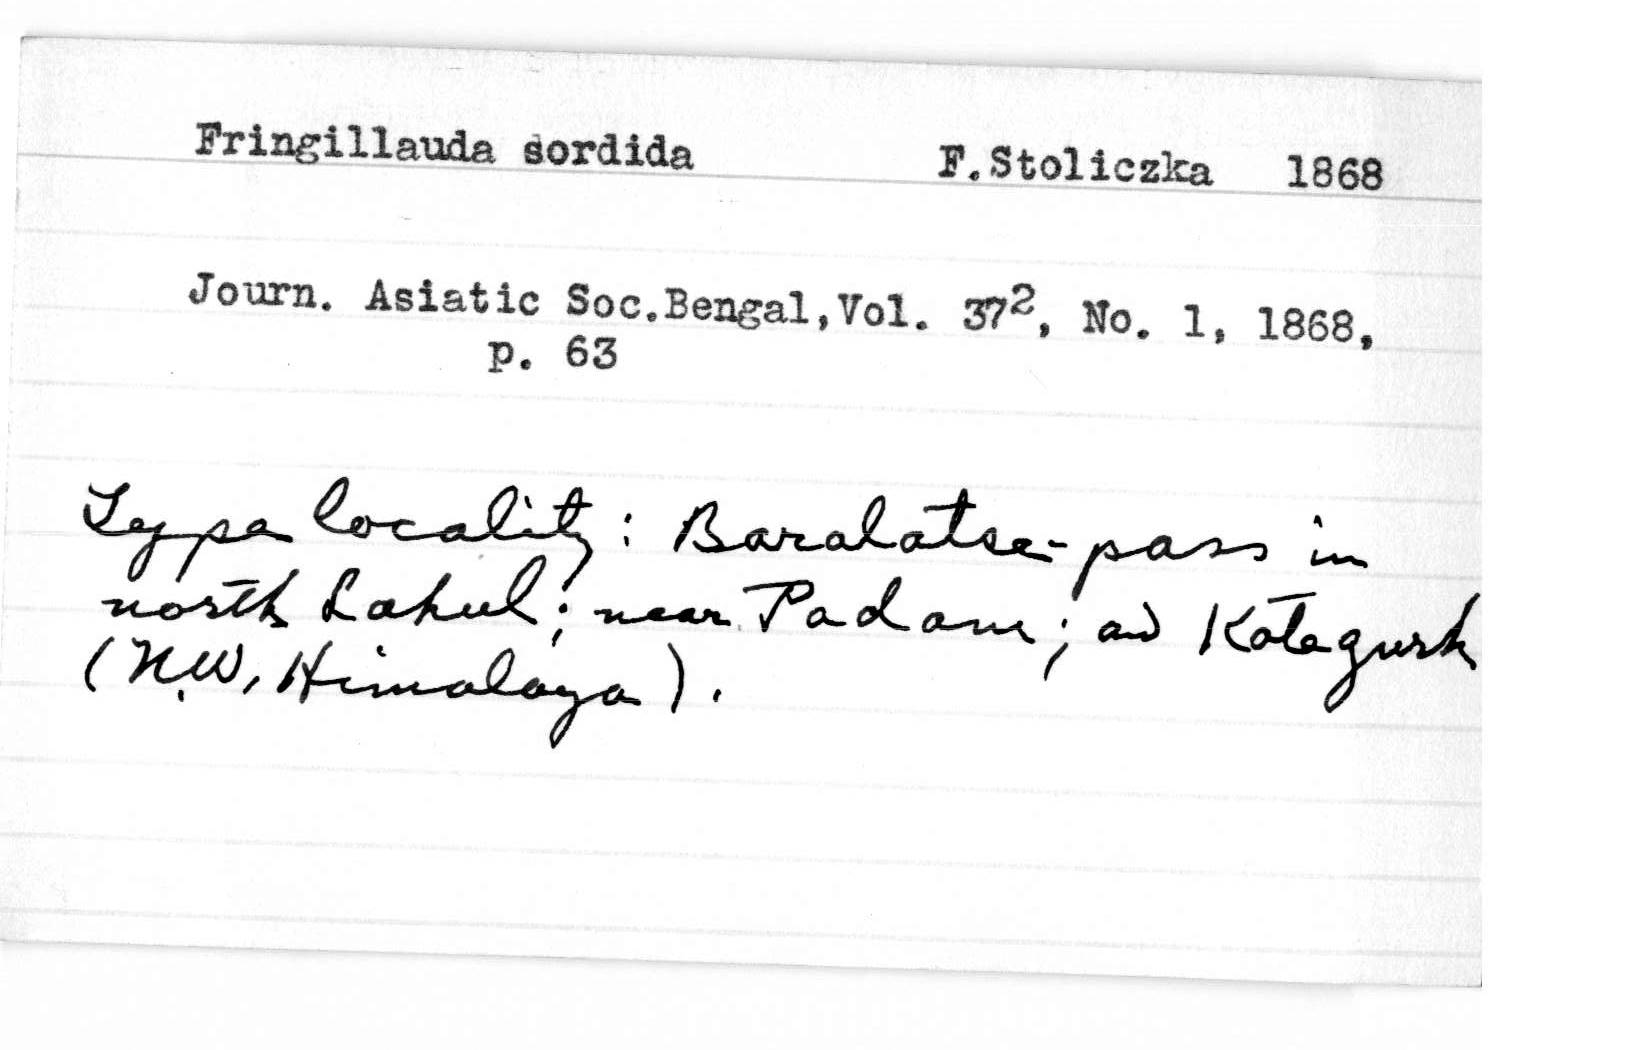 Fringillauda sordida F.Stoliczka 1868
Journ. Asiatic Soc.Bengal,Vol. 37², No. 1, 1868,
p. 63
Type locality: Baralatse-pass in
north Lahul; near Padam; and Kotegurh
(N.W. Himalaya).